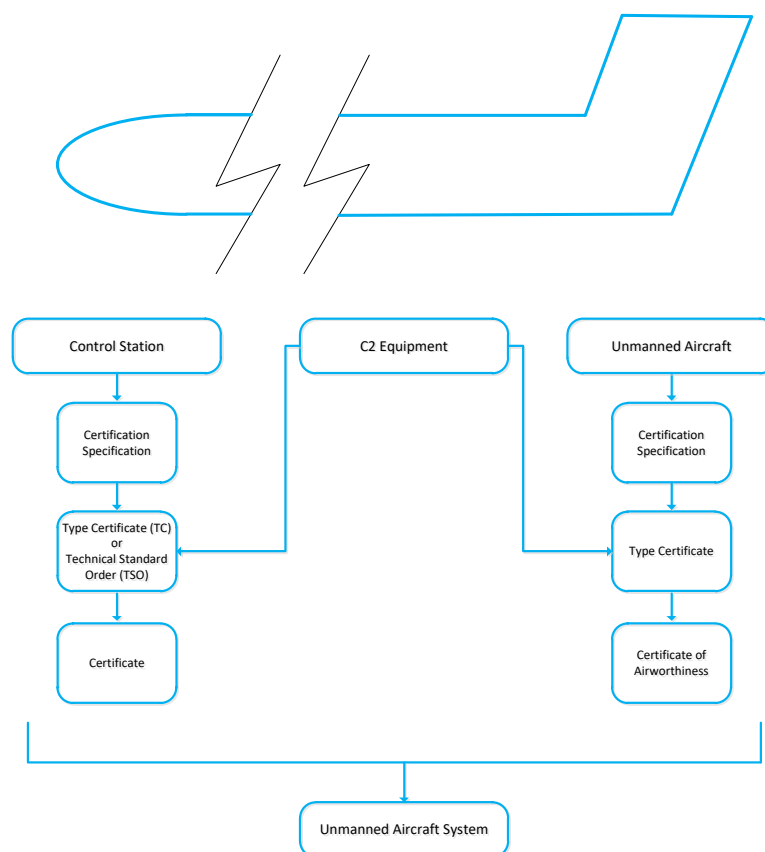 Control Station
C2 Equipment
Unmanned Aircraft
Certification
Specification
Certification
Specification
Type Certificate (TC)
or
Technical Standard
Order (TSO)
Type Certificate
Certificate
Certificate of
Airworthiness
Unmanned Aircraft System